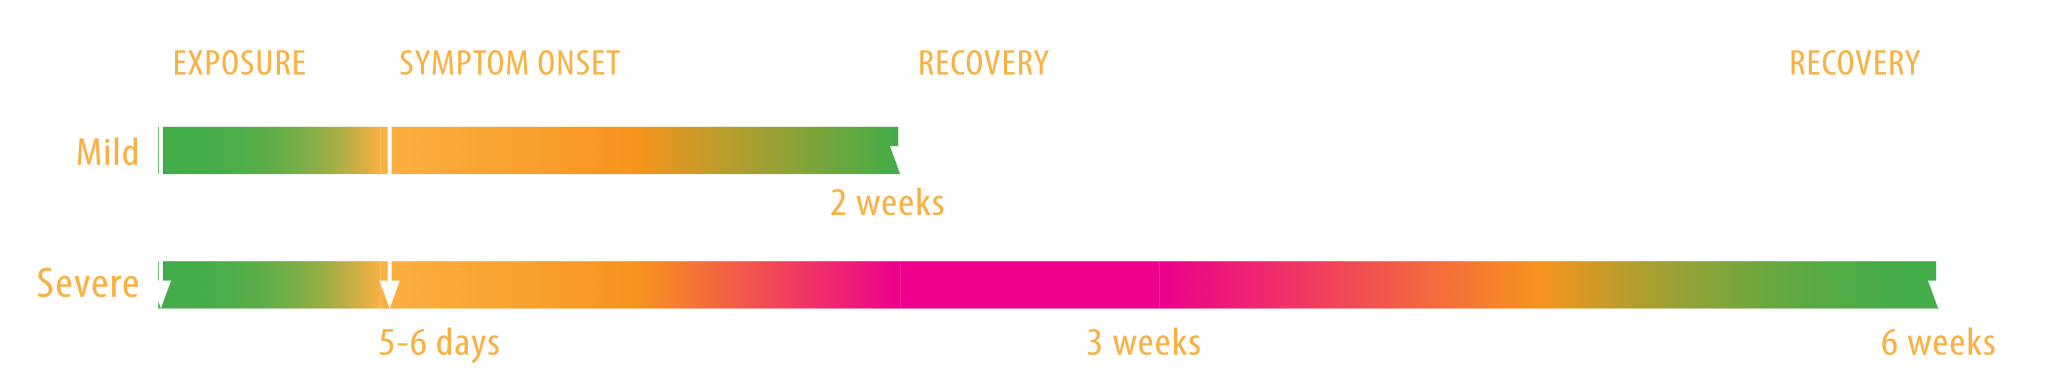 EXPOSURE SYMPTOM ONSET RECOVERY RECOVERY
Mild
2 weeks
Severe
5-6 days 3 weeks 6 weeks